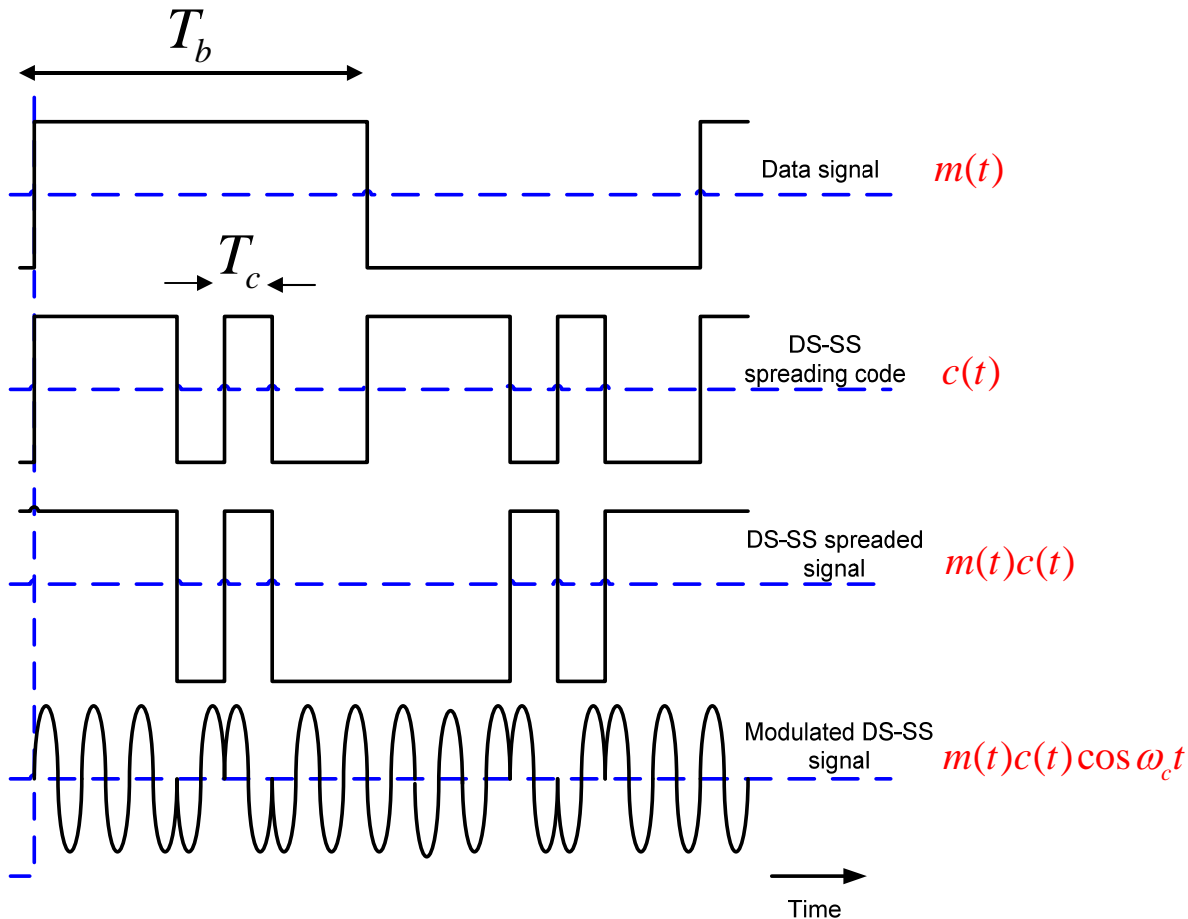 T_b
Data signal m(t)
T_c
DS-SS
spreading code c(t)
DS-SS spreaded
signal m(t)c(t)
Modulated DS-SS
signal m(t)c(t) cos ω_c t
Time